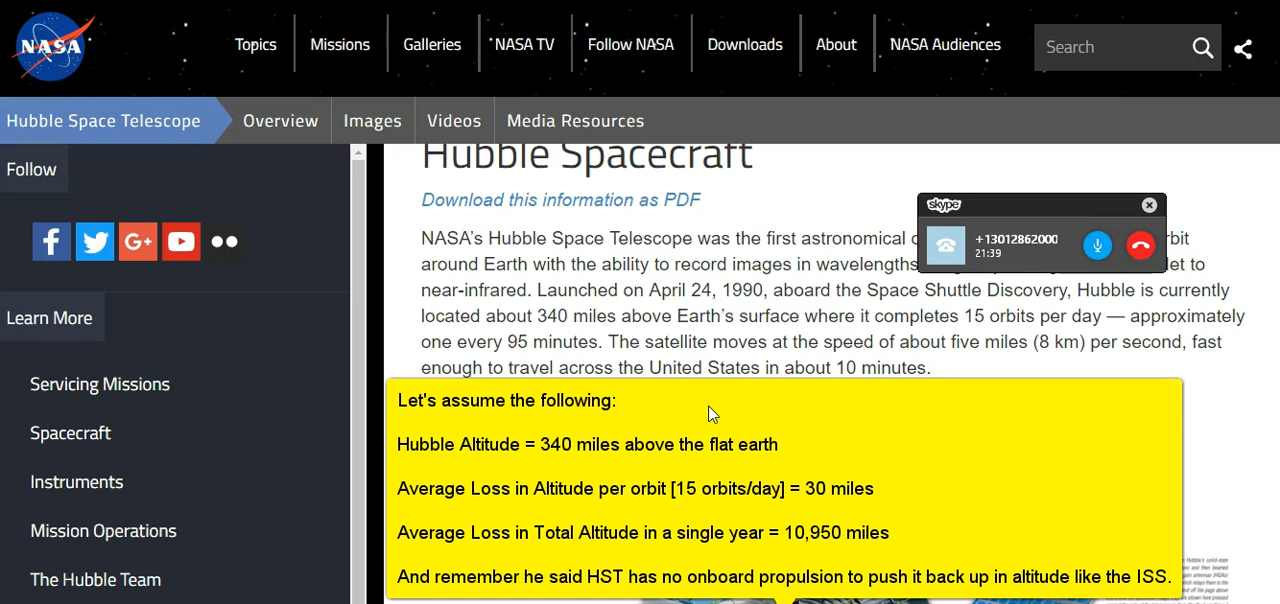 NASA
Topics
Missions
Galleries
NASA TV
Follow NASA
Downloads
About
NASA Audiences
Search
Hubble Space Telescope
Overview
Images
Videos
Media Resources
Follow
Learn More
Servicing Missions
Spacecraft
Instruments
Mission Operations
The Hubble Team
Hubble Spacecraft
Download this information as PDF
NASA's Hubble Space Telescope was the first astronomical
around Earth with the ability to record images in wavelengths
near-infrared. Launched on April 24, 1990, aboard the Space Shuttle Discovery, Hubble is currently
located about 340 miles above Earth's surface where it completes 15 orbits per day — approximately
one every 95 minutes. The satellite moves at the speed of about five miles (8 km) per second, fast
enough to travel across the United States in about 10 minutes.
skype
+13012862000
21:39
Let's assume the following:
Hubble Altitude = 340 miles above the flat earth
Average Loss in Altitude per orbit [15 orbits/day] = 30 miles
Average Loss in Total Altitude in a single year = 10,950 miles
And remember he said HST has no onboard propulsion to push it back up in altitude like the ISS.